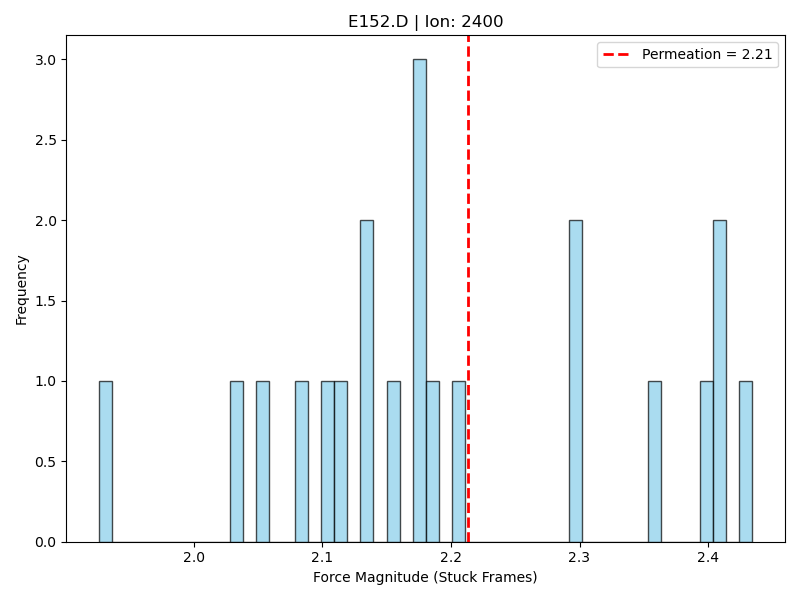 E152.D | Ion: 2400
Permeation = 2.21
3.0
2.5
2.0
1.5
1.0
0.5
0.0
Frequency
2.0 2.1 2.2 2.3 2.4
Force Magnitude (Stuck Frames)